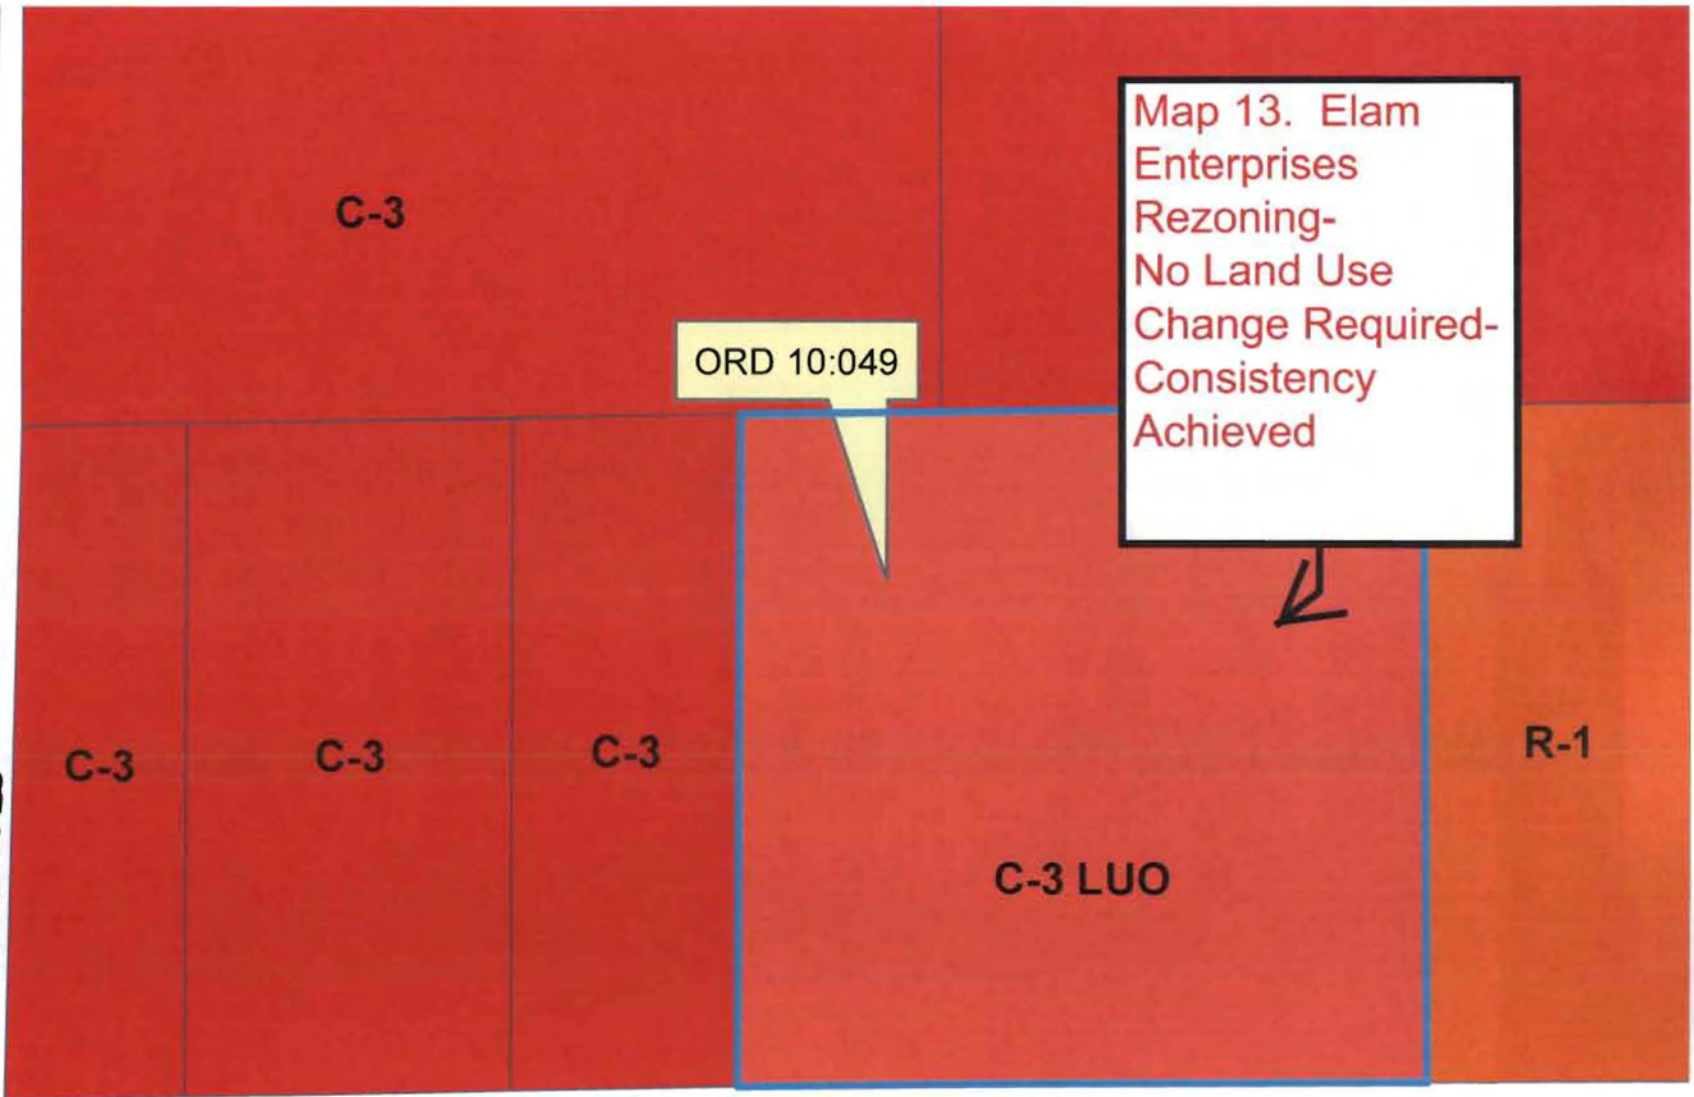 C-3
Map 13. Elam
Enterprises
Rezoning-
No Land Use
Change Required-
Consistency
Achieved
ORD 10:049
C-3
C-3
C-3
R-1
C-3 LUO